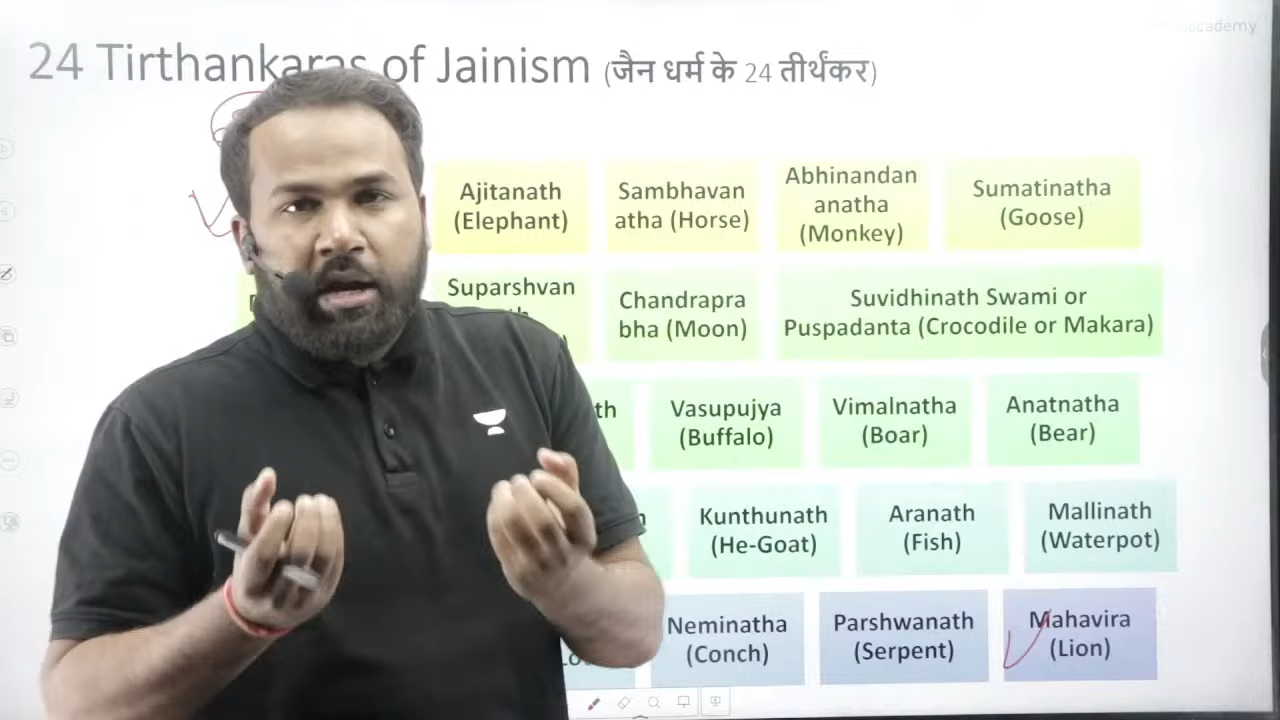 24 Tirthankaras of Jainism (जैन धर्म के 24 तीर्थंकर)
Ajitanath
(Elephant)
Sambhavan
atha (Horse)
Abhinandan
anatha
(Monkey)
Sumatinatha
(Goose)
Suparshvan
Chandrapra
bha (Moon)
Suvidhinath Swami or
Puspadanta (Crocodile or Makara)
th
Vasupujya
(Buffalo)
Vimalnatha
(Boar)
Anatnatha
(Bear)
Kunthunath
(He-Goat)
Aranath
(Fish)
Mallinath
(Waterpot)
Neminatha
(Conch)
Parshwanath
(Serpent)
Mahavira
(Lion)